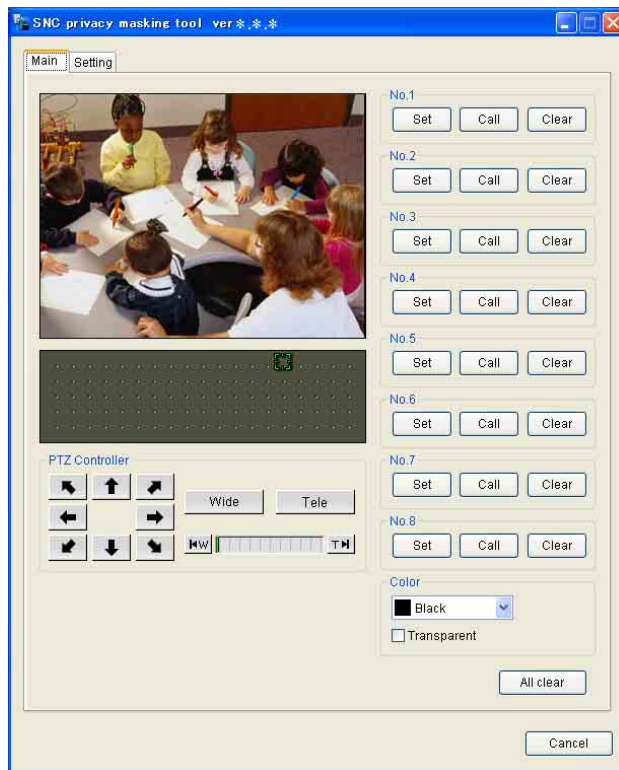 SNC privacy masking tool ver *.*.*
Main Setting
No.1
Set Call Clear
No.2
Set Call Clear
No.3
Set Call Clear
No.4
Set Call Clear
No.5
Set Call Clear
No.6
Set Call Clear
No.7
Set Call Clear
No.8
Set Call Clear
PTZ Controller
Wide Tele
W T
Color
Black
Transparent
All clear
Cancel